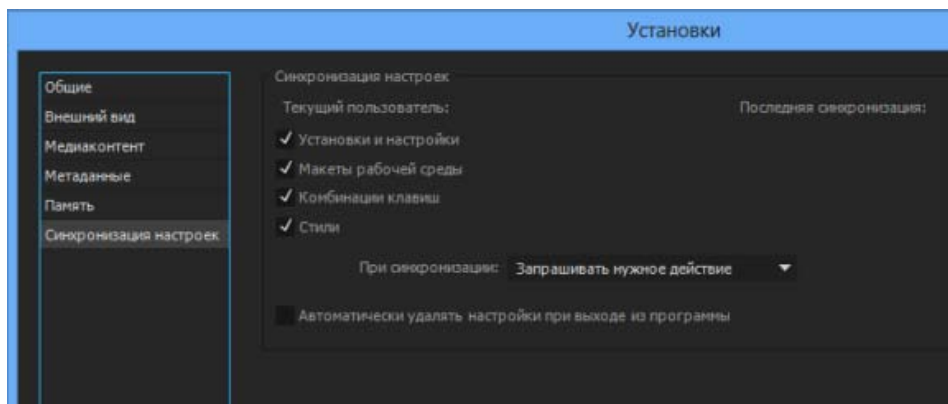 Установки
Общие
Внешний вид
Медиаконтент
Метаданные
Память
Синхронизация настроек
Синхронизация настроек
Текущий пользователь:
Последняя синхронизация:
Установки и настройки
Макеты рабочей среды
Комбинации клавиш
Стили
При синхронизации: Запрашивать нужное действие
Автоматически удалять настройки при выходе из программы